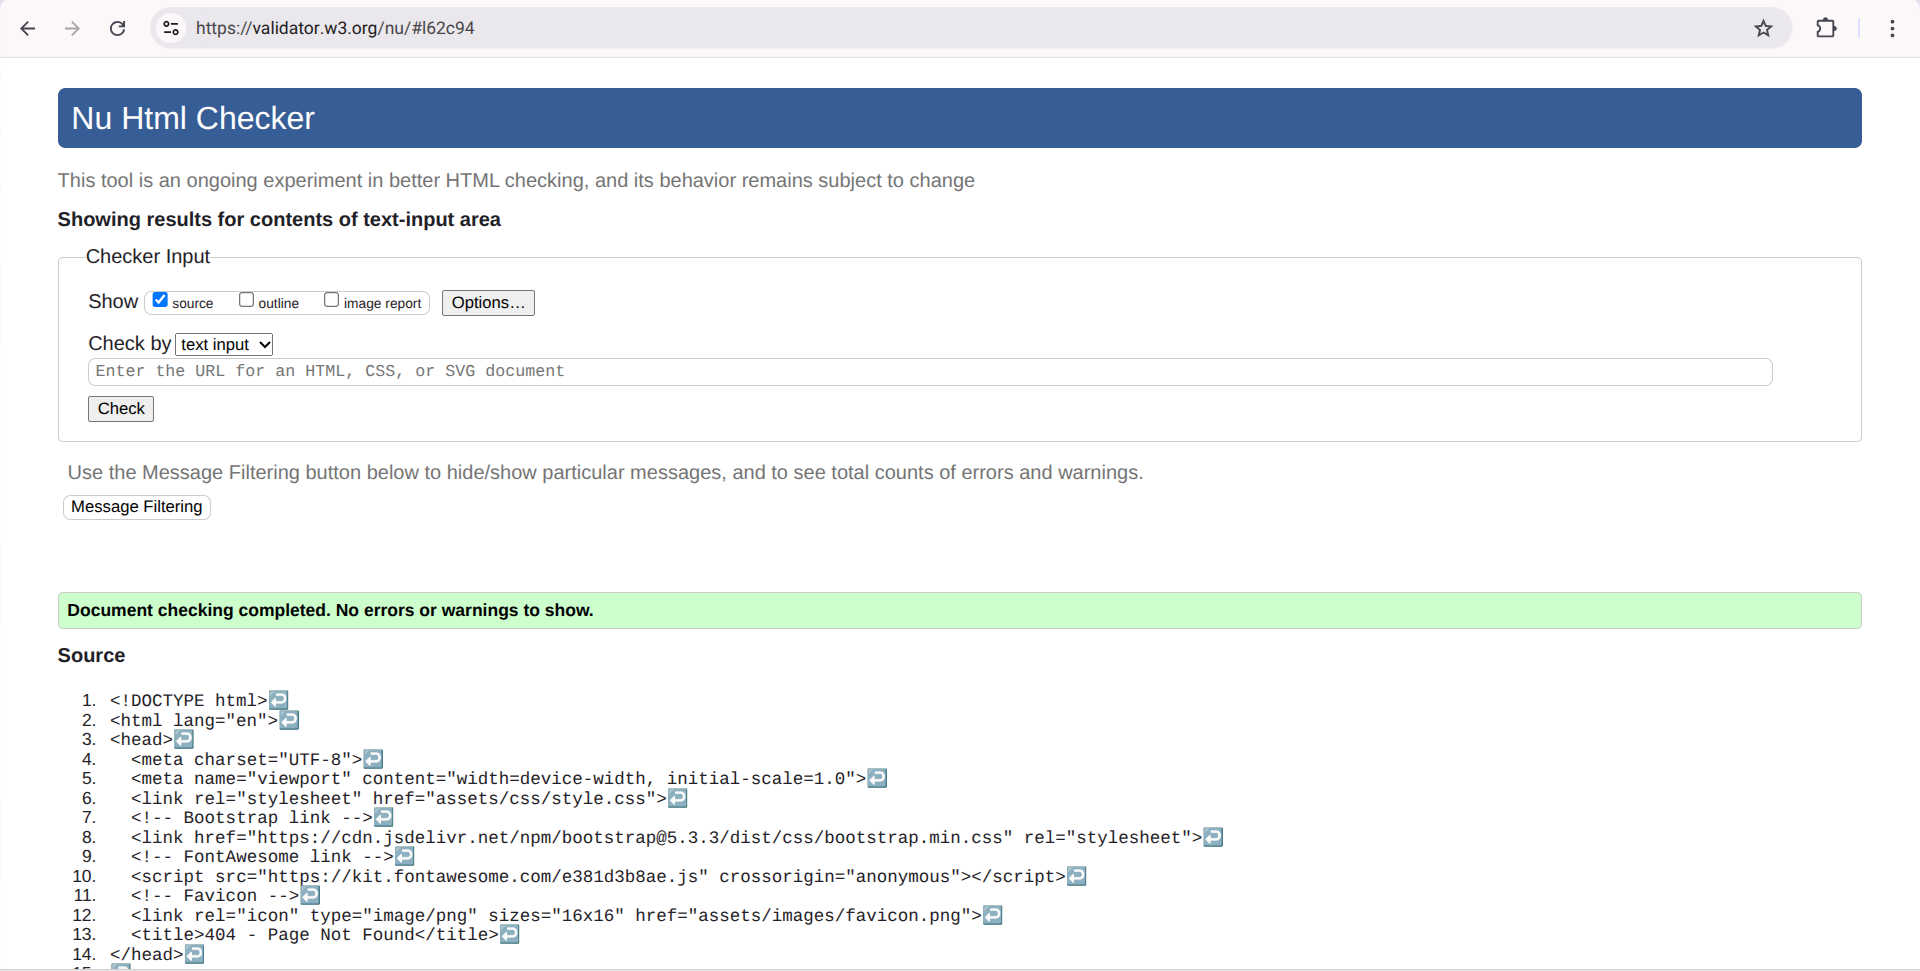 https://validator.w3.org/nu/#l62c94
Nu Html Checker
This tool is an ongoing experiment in better HTML checking, and its behavior remains subject to change
Showing results for contents of text-input area
Checker Input
Show source outline image report Options...
Check by text input
Enter the URL for an HTML, CSS, or SVG document
Check
Use the Message Filtering button below to hide/show particular messages, and to see total counts of errors and warnings.
Message Filtering
Document checking completed. No errors or warnings to show.
Source
1. <!DOCTYPE html>↩
2. <html lang="en">↩
3. <head>↩
4.   <meta charset="UTF-8">↩
5.   <meta name="viewport" content="width=device-width, initial-scale=1.0">↩
6.   <link rel="stylesheet" href="assets/css/style.css">↩
7.   <!-- Bootstrap link -->↩
8.   <link href="https://cdn.jsdelivr.net/npm/bootstrap@5.3.3/dist/css/bootstrap.min.css" rel="stylesheet">↩
9.   <!-- FontAwesome link -->↩
10.   <script src="https://kit.fontawesome.com/e381d3b8ae.js" crossorigin="anonymous"></script>↩
11.   <!-- Favicon -->↩
12.   <link rel="icon" type="image/png" sizes="16x16" href="assets/images/favicon.png">↩
13.   <title>404 - Page Not Found</title>↩
14. </head>↩